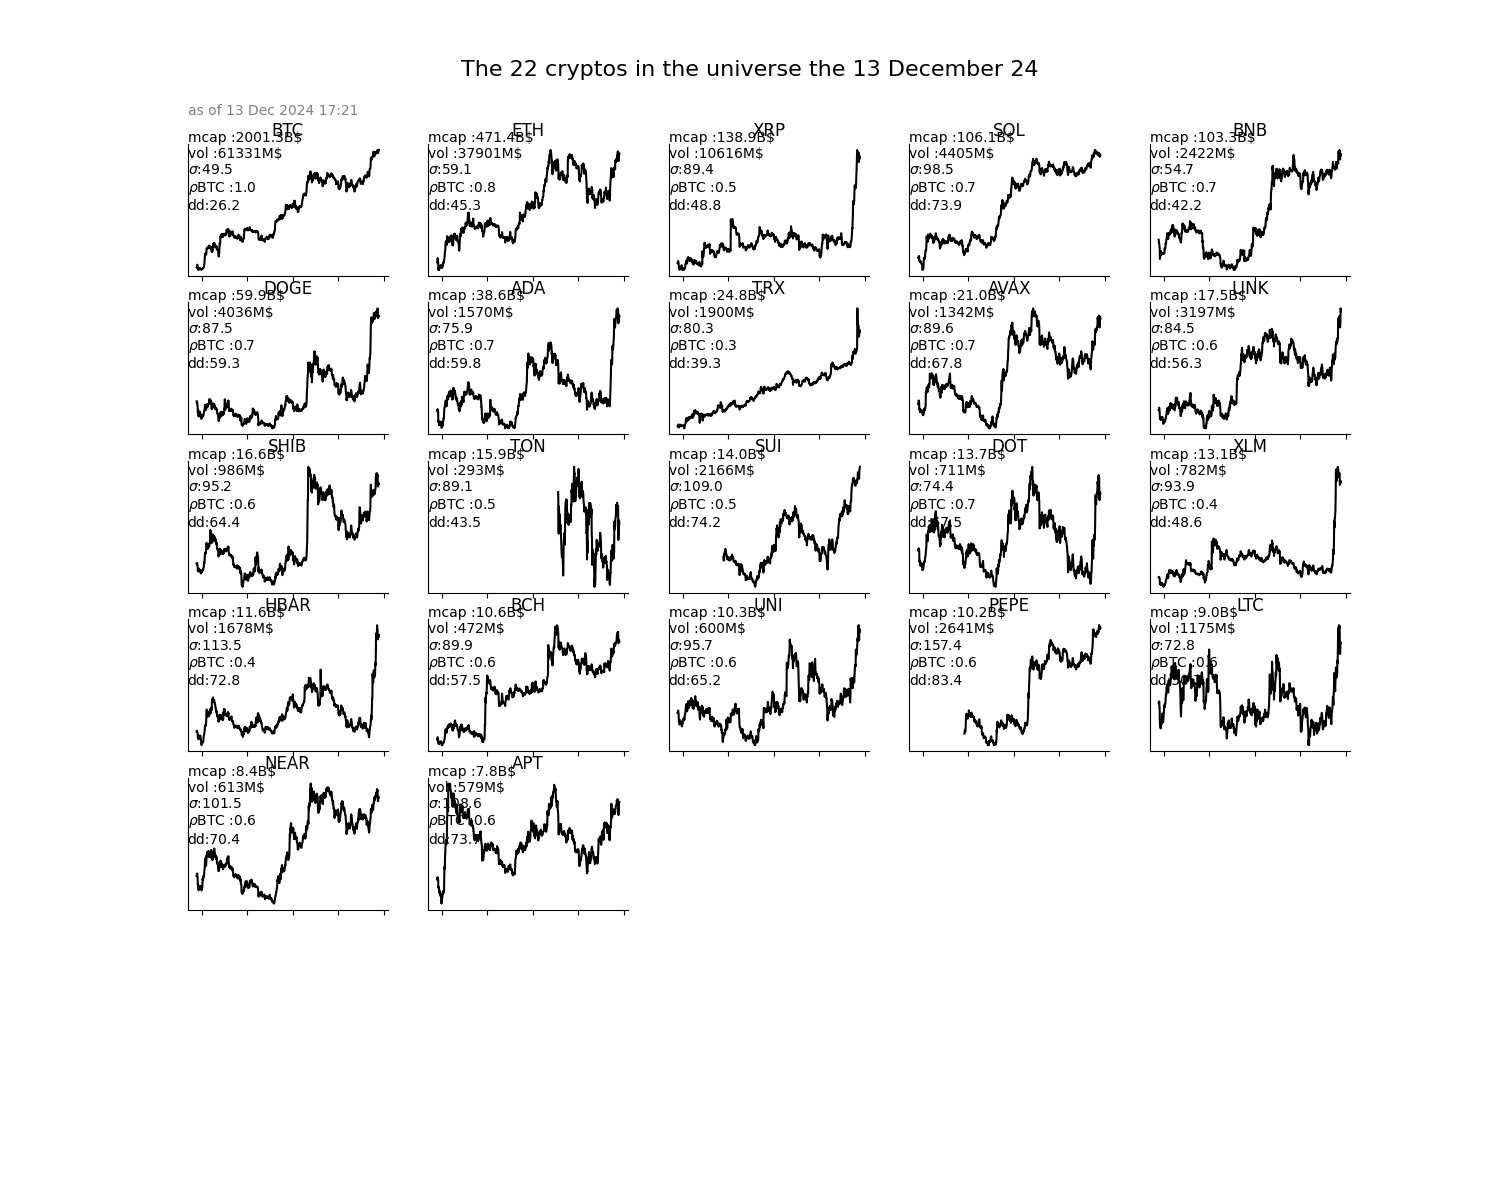 The 22 cryptos in the universe the 13 December 24
as of 13 Dec 2024 17:21
BTC
mcap :2001.3B$
vol :61331M$
σ:49.5
ρBTC :1.0
dd:26.2
ETH
mcap :471.4B$
vol :37901M$
σ:59.1
ρBTC :0.8
dd:45.3
XRP
mcap :138.9B$
vol :10616M$
σ:89.4
ρBTC :0.5
dd:48.8
SOL
mcap :106.1B$
vol :4405M$
σ:98.5
ρBTC :0.7
dd:73.9
BNB
mcap :103.3B$
vol :2422M$
σ:54.7
ρBTC :0.7
dd:42.2
DOGE
mcap :59.9B$
vol :4036M$
σ:87.5
ρBTC :0.7
dd:59.3
ADA
mcap :38.6B$
vol :1570M$
σ:75.9
ρBTC :0.7
dd:59.8
TRX
mcap :24.8B$
vol :1900M$
σ:80.3
ρBTC :0.3
dd:39.3
AVAX
mcap :21.0B$
vol :1342M$
σ:89.6
ρBTC :0.7
dd:67.8
LINK
mcap :17.5B$
vol :3197M$
σ:84.5
ρBTC :0.6
dd:56.3
SHIB
mcap :16.6B$
vol :986M$
σ:95.2
ρBTC :0.6
dd:64.4
TON
mcap :15.9B$
vol :293M$
σ:89.1
ρBTC :0.5
dd:43.5
SUI
mcap :14.0B$
vol :2166M$
σ:109.0
ρBTC :0.5
dd:74.2
DOT
mcap :13.7B$
vol :711M$
σ:74.4
ρBTC :0.7
XLM
mcap :13.1B$
vol :782M$
σ:93.9
ρBTC :0.4
dd:48.6
HBAR
mcap :11.6B$
vol :1678M$
σ:113.5
ρBTC :0.4
dd:72.8
BCH
mcap :10.6B$
vol :472M$
σ:89.9
ρBTC :0.6
dd:57.5
UNI
mcap :10.3B$
vol :600M$
σ:95.7
ρBTC :0.6
dd:65.2
PEPE
mcap :10.2B$
vol :2641M$
σ:157.4
ρBTC :0.6
dd:83.4
LTC
mcap :9.0B$
vol :1175M$
σ:72.8
ρBTC :0.6
NEAR
mcap :8.4B$
vol :613M$
σ:101.5
ρBTC :0.6
dd:70.4
APT
mcap :7.8B$
vol :579M$
σ:108.6
ρBTC :0.6